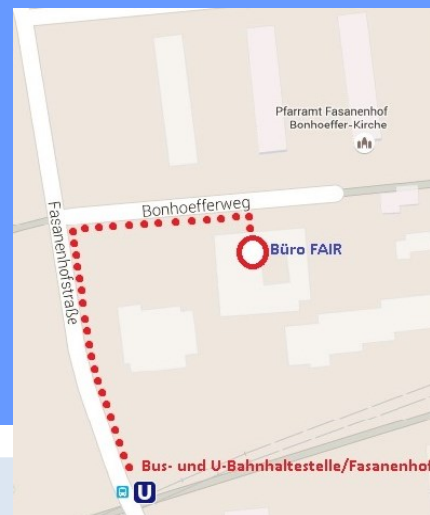 Pfarramt Fasanenhof
Bonhoeffer-Kirche
Bonhoefferweg
Fasanenhofstraße
Büro FAIR
Bus- und U-Bahnhaltestelle/Fasanenhof
U